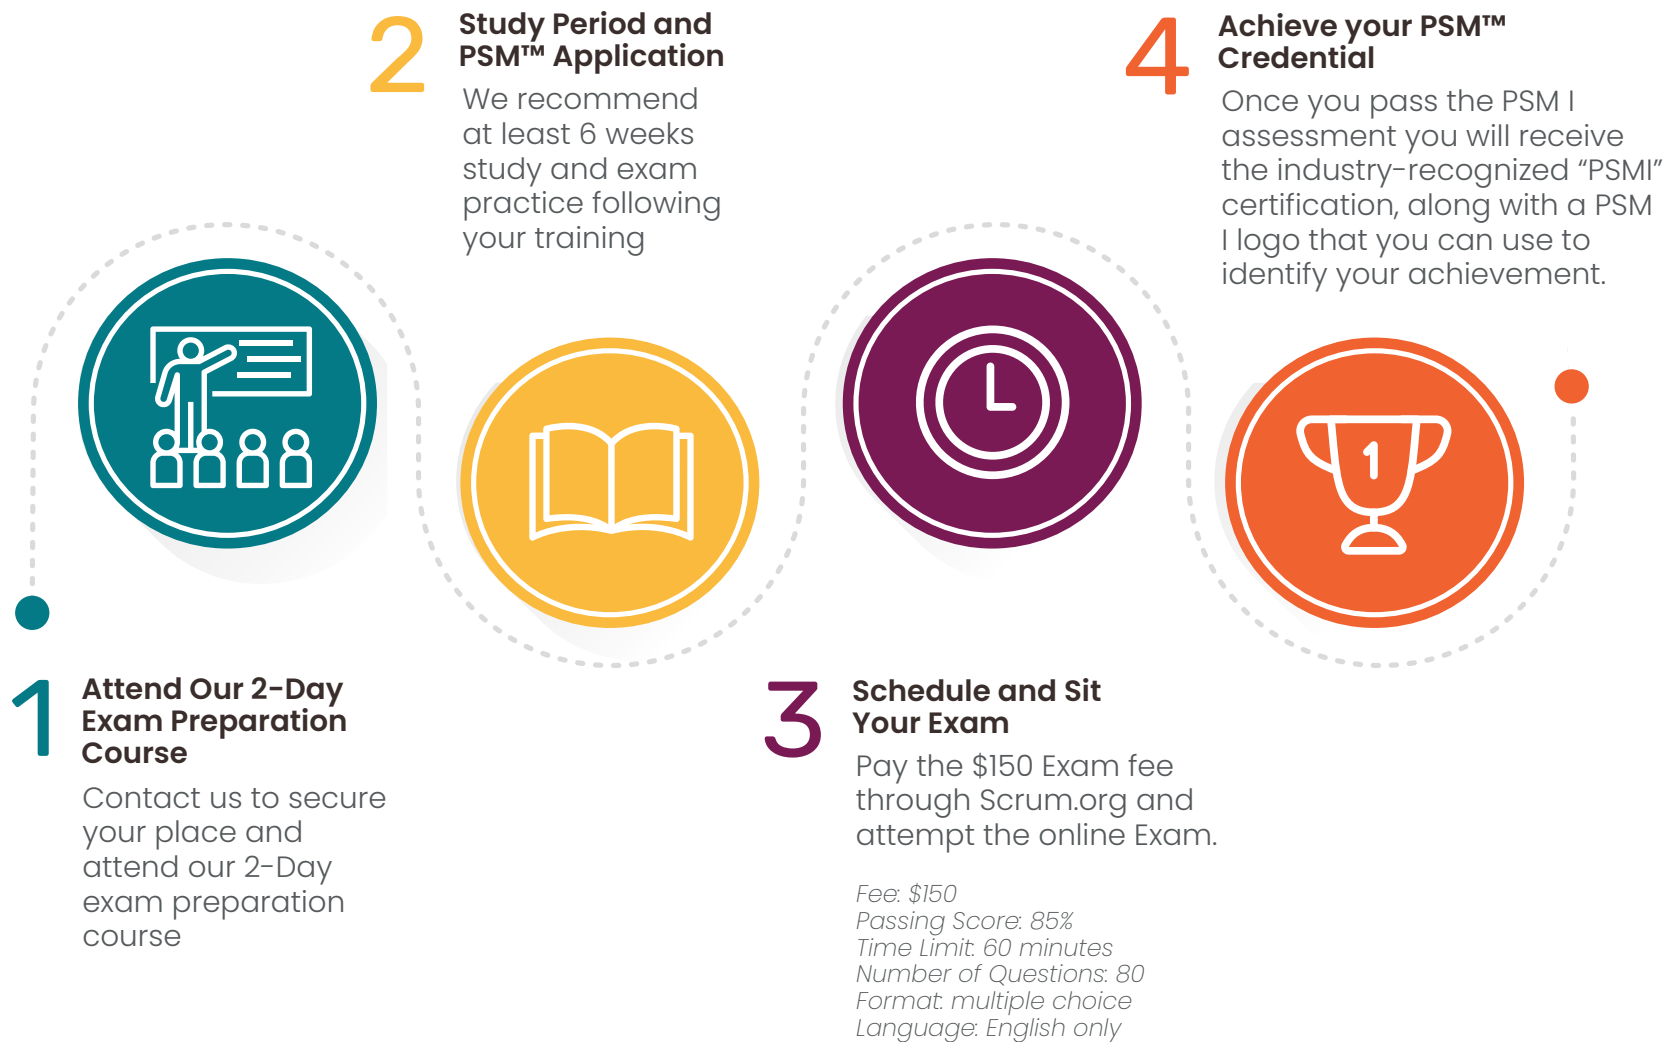 1
Attend Our 2-Day
Exam Preparation
Course
Contact us to secure
your place and
attend our 2-Day
exam preparation
course
2
Study Period and
PSM™ Application
We recommend
at least 6 weeks
study and exam
practice following
your training
3
Schedule and Sit
Your Exam
Pay the $150 Exam fee
through Scrum.org and
attempt the online Exam.
Fee: $150
Passing Score: 85%
Time Limit: 60 minutes
Number of Questions: 80
Format: multiple choice
Language: English only
4
Achieve your PSM™
Credential
Once you pass the PSM I
assessment you will receive
the industry-recognized “PSMI”
certification, along with a PSM
I logo that you can use to
identify your achievement.
1